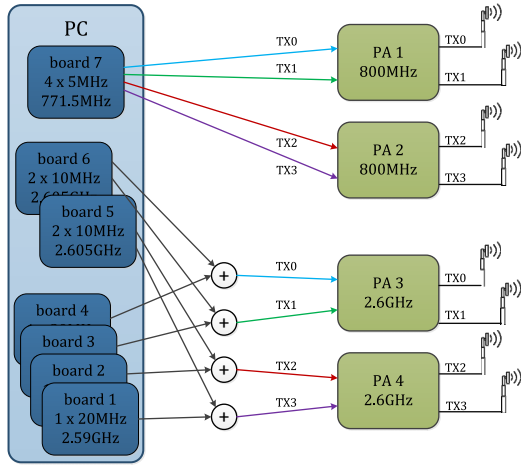 PC
board 7
4 x 5MHz
771.5MHz
TX0
TX1
TX2
TX3
PA 1
800MHz
TX0
TX1
PA 2
800MHz
TX2
TX3
board 6
2 x 10MHz
board 5
2 x 10MHz
2.605GHz
board 4
board 3
board 2
board 1
1 x 20MHz
2.59GHz
+
+
+
+
TX0
TX1
TX2
TX3
PA 3
2.6GHz
TX0
TX1
PA 4
2.6GHz
TX2
TX3